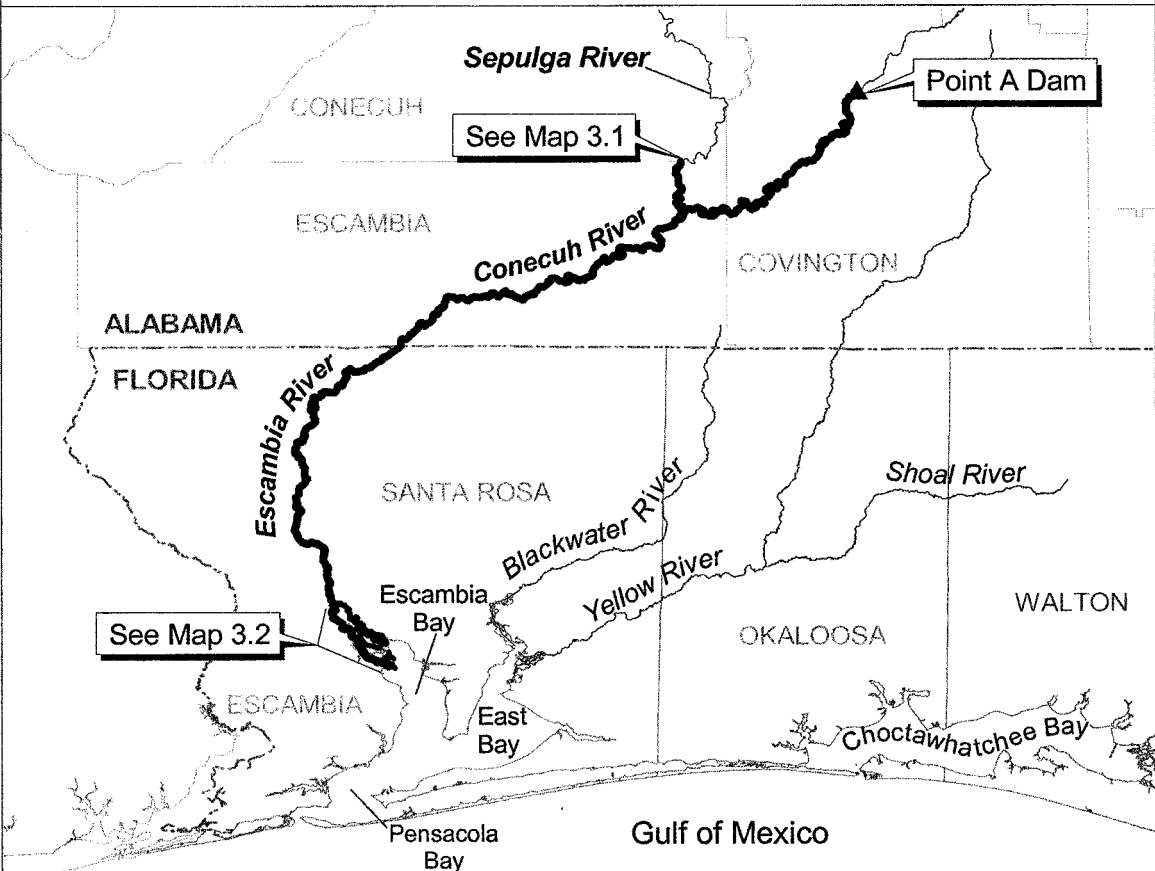 Sepulga River
Point A Dam
CONECUH
See Map 3.1
ESCAMBIA
Conecuh River
COVINGTON
ALABAMA
FLORIDA
Escambia River
Shoal River
SANTA ROSA
Blackwater River
Yellow River
Escambia
Bay
WALTON
See Map 3.2
OKALOOSA
ESCAMBIA
East
Bay
Choctawhatchee Bay
Pensacola
Bay
Gulf of Mexico